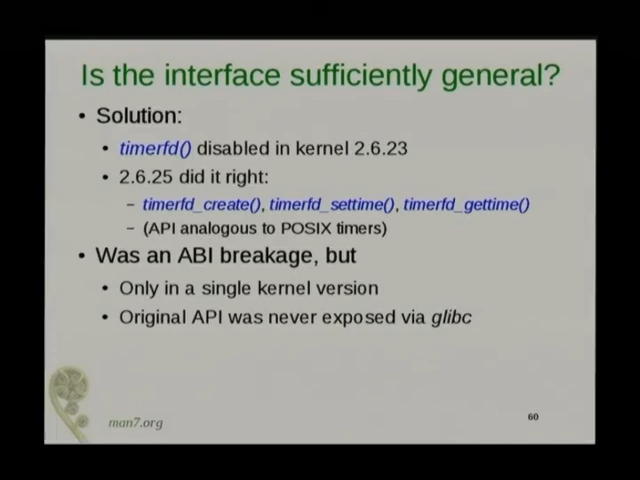 Is the interface sufficiently general?
• Solution:
• timerfd() disabled in kernel 2.6.23
• 2.6.25 did it right:
– timerfd_create(), timerfd_settime(), timerfd_gettime()
– (API analogous to POSIX timers)
• Was an ABI breakage, but
• Only in a single kernel version
• Original API was never exposed via glibc
man7.org
60